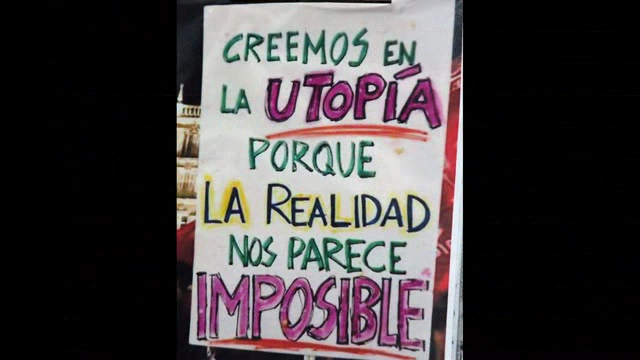 CREEMOS EN
LA UTOPÍA
PORQUE
LA REALIDAD
NOS PARECE
IMPOSIBLE